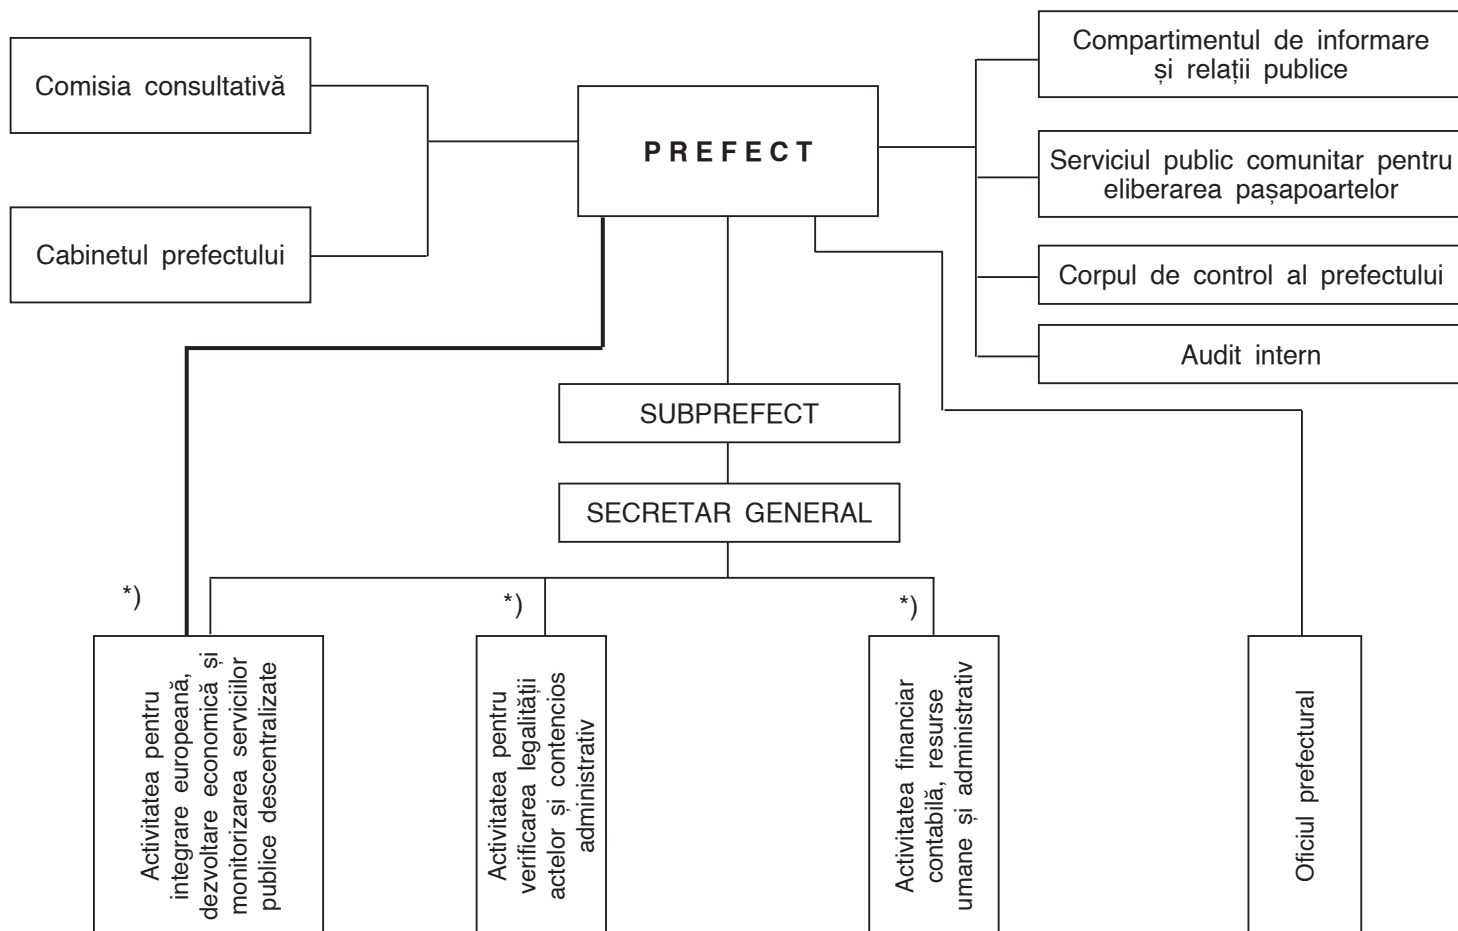 Comisia consultativă
Cabinetul prefectului
PREFECT
Compartimentul de informare
și relații publice
Serviciul public comunitar pentru
eliberarea pașapoartelor
Corpul de control al prefectului
Audit intern
SUBPREFECT
SECRETAR GENERAL
*)
*)
*)
Activitatea pentru
integrare europeană,
dezvoltare economică și
monitorizarea serviciilor
publice descentralizate
Activitatea pentru
verificarea legalității
actelor și contencios
administrativ
Activitatea financiar
contabilă, resurse
umane și administrativ
Oficiul prefectural